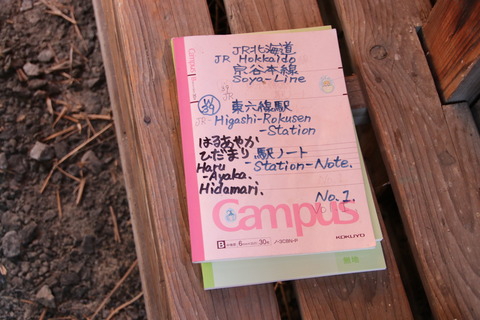 JR北海道
JR Hokkaido
宗谷本線
Soya-Line
東六線駅
Higashi-Rokusen
-Station
はるあやか
ひだまり駅ノート
Haru -Station-Note.
-Ayaka.
Hidamari.
No.1.
Campus
B
KOKUYO
Campus